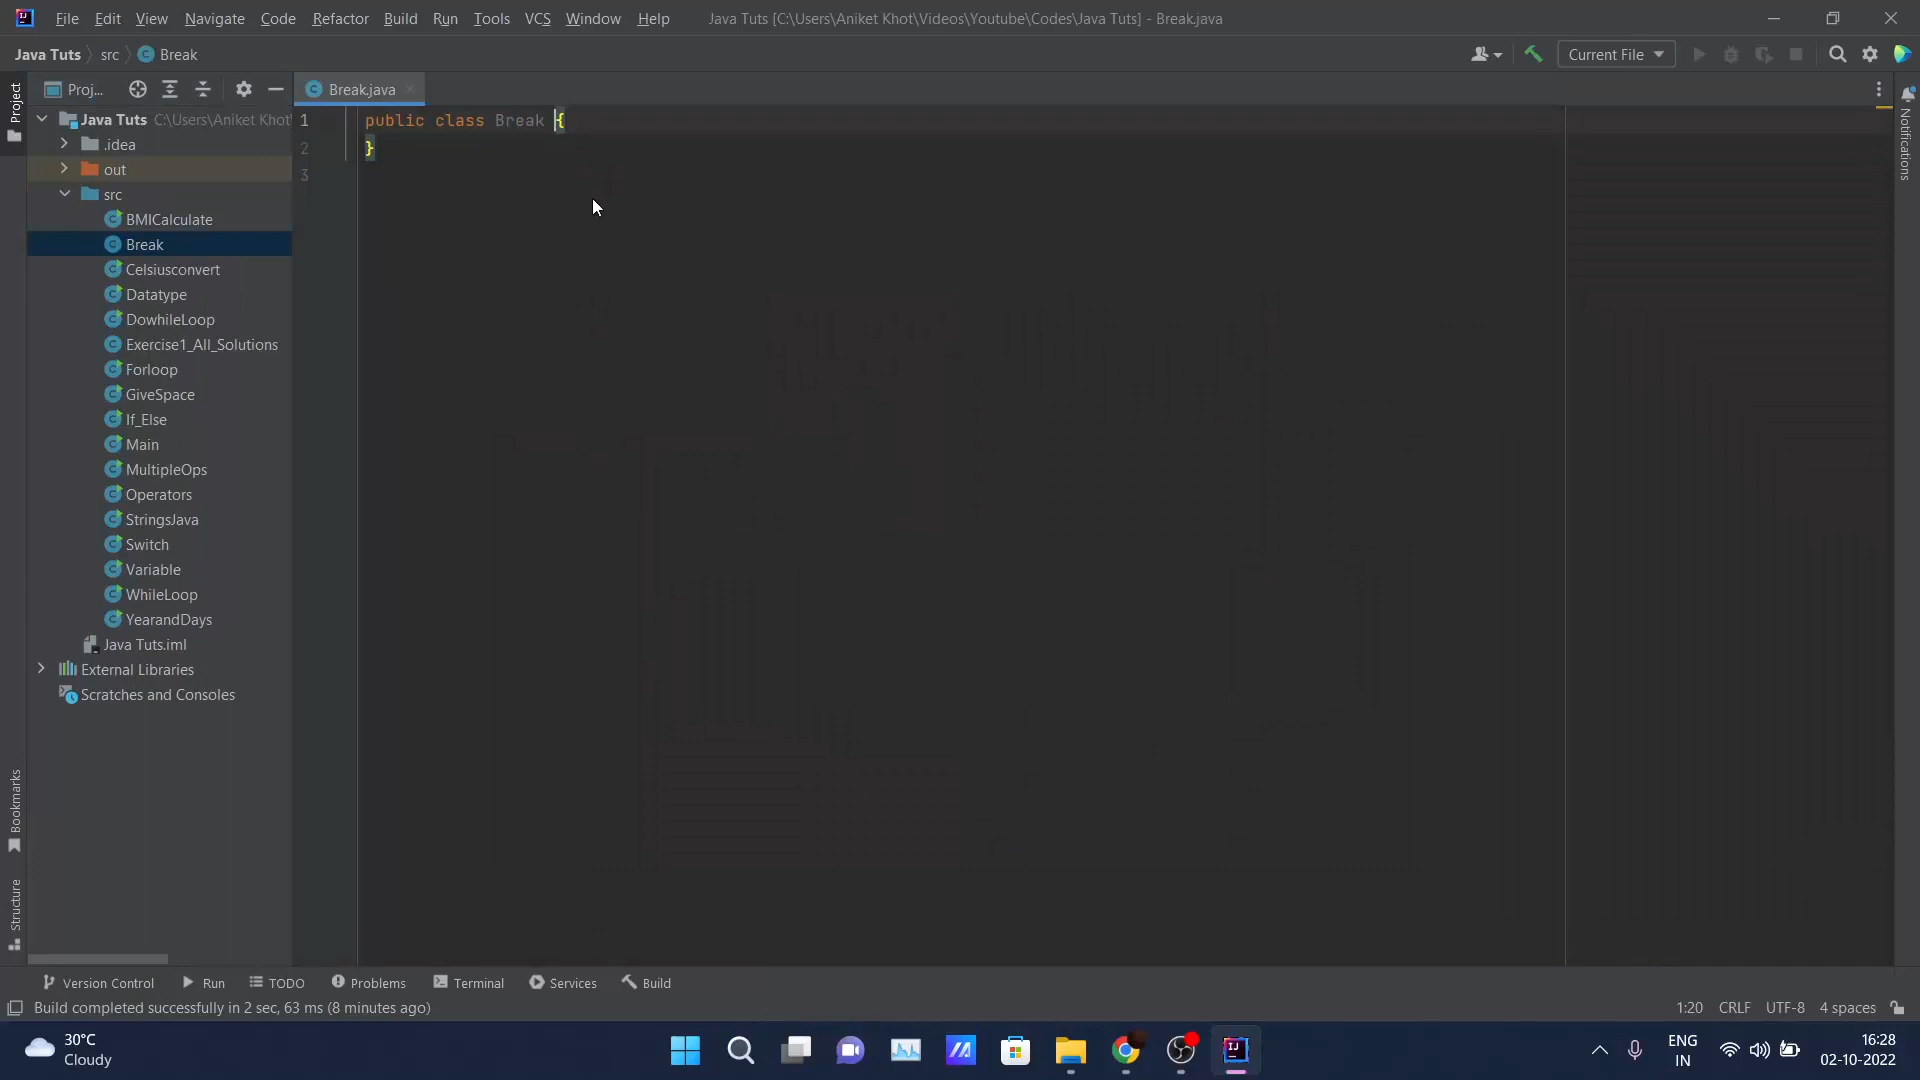 File Edit View Navigate Code Refactor Build Run Tools VCS Window Help Java Tuts [C:\Users\Aniket Khot\Videos\Youtube\Codes\Java Tuts] - Break.java
Java Tuts src Break Current File
Project
Proj...
Break.java
Java Tuts C:\Users\Aniket Khot\
.idea
out
src
BMICalculate
Break
Celsiusconvert
Datatype
DowhileLoop
Exercise1_All_Solutions
Forloop
GiveSpace
If_Else
Main
MultipleOps
Operators
StringsJava
Switch
Variable
WhileLoop
YearandDays
Java Tuts.iml
External Libraries
Scratches and Consoles
1 public class Break {
2 }
3
Notifications
Bookmarks
Structure
Version Control Run TODO Problems Terminal Services Build
Build completed successfully in 2 sec, 63 ms (8 minutes ago) 1:20 CRLF UTF-8 4 spaces
30°C
Cloudy
ENG
IN
16:28
02-10-2022